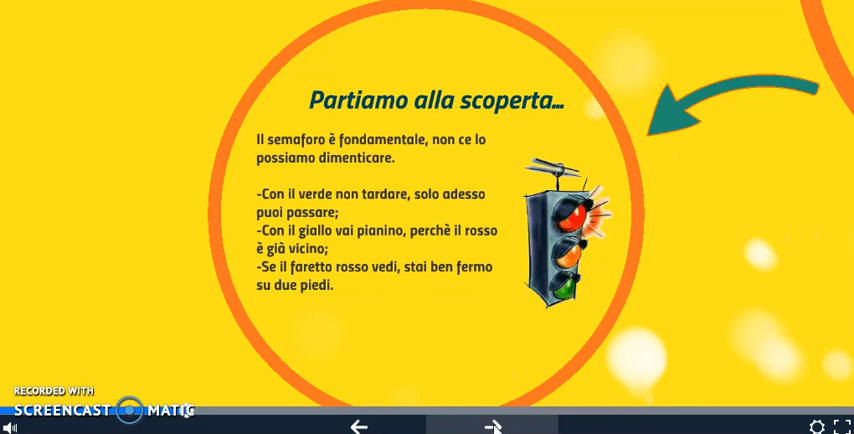 Partiamo alla scoperta...
Il semaforo è fondamentale, non ce lo
possiamo dimenticare.
-Con il verde non tardare, solo adesso
puoi passare;
-Con il giallo vai pianino, perchè il rosso
è già vicino;
-Se il faretto rosso vedi, stai ben fermo
su due piedi.
RECORDED WITH
SCREENCAST MATIC